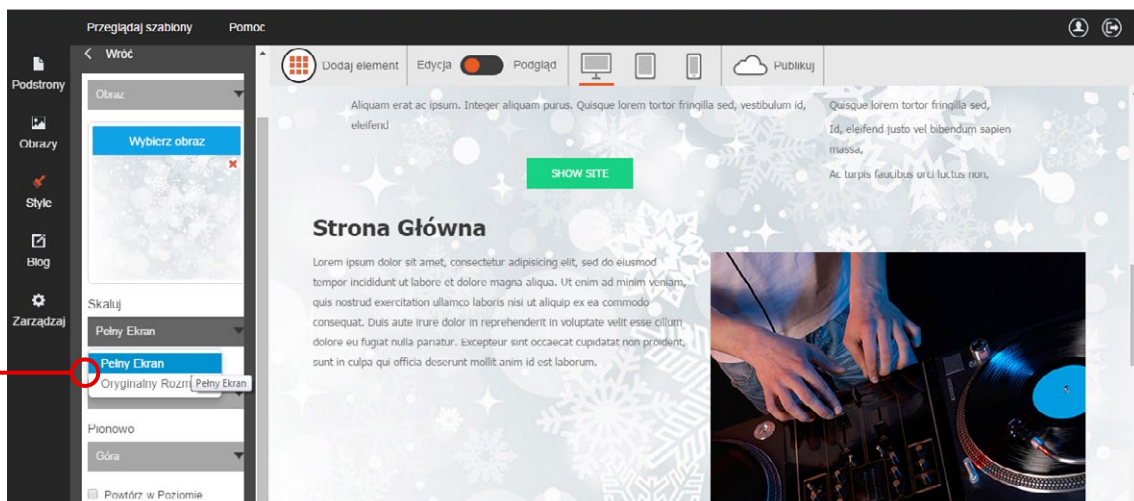 Przeglądaj szablony Pomoc
Podstrony
Obrazy
Style
Blog
Zarządzaj
Wróć
Obraz
Wybierz obraz
Skaluj
Pełny Ekran
Pełny Ekran
Oryginalny Rozm
Pełny Ekran
Pionowo
Góra
Powtórz w Poziomie
Dodaj element Edycja Podgląd Publikuj
Aliquam erat ac ipsum. Integer aliquam purus. Quisque lorem tortor fringilla sed, vestibulum id,
eleifend
Quisque lorem tortor fringilla sed,
Id, eleifend justo vel bibendum sapien
massa,
Ac turpis faucibus orci luctus non,
SHOW SITE
Strona Główna
Lorem ipsum dolor sit amet, consectetur adipisicing elit, sed do eiusmod
tempor incididunt ut labore et dolore magna aliqua. Ut enim ad minim veniam,
quis nostrud exercitation ullamco laboris nisi ut aliquip ex ea commodo
consequat. Duis aute irure dolor in reprehenderit in voluptate velit esse cillum
dolore eu fugiat nulla pariatur. Excepteur sint occaecat cupidatat non proident,
sunt in culpa qui officia deserunt mollit anim id est laborum.